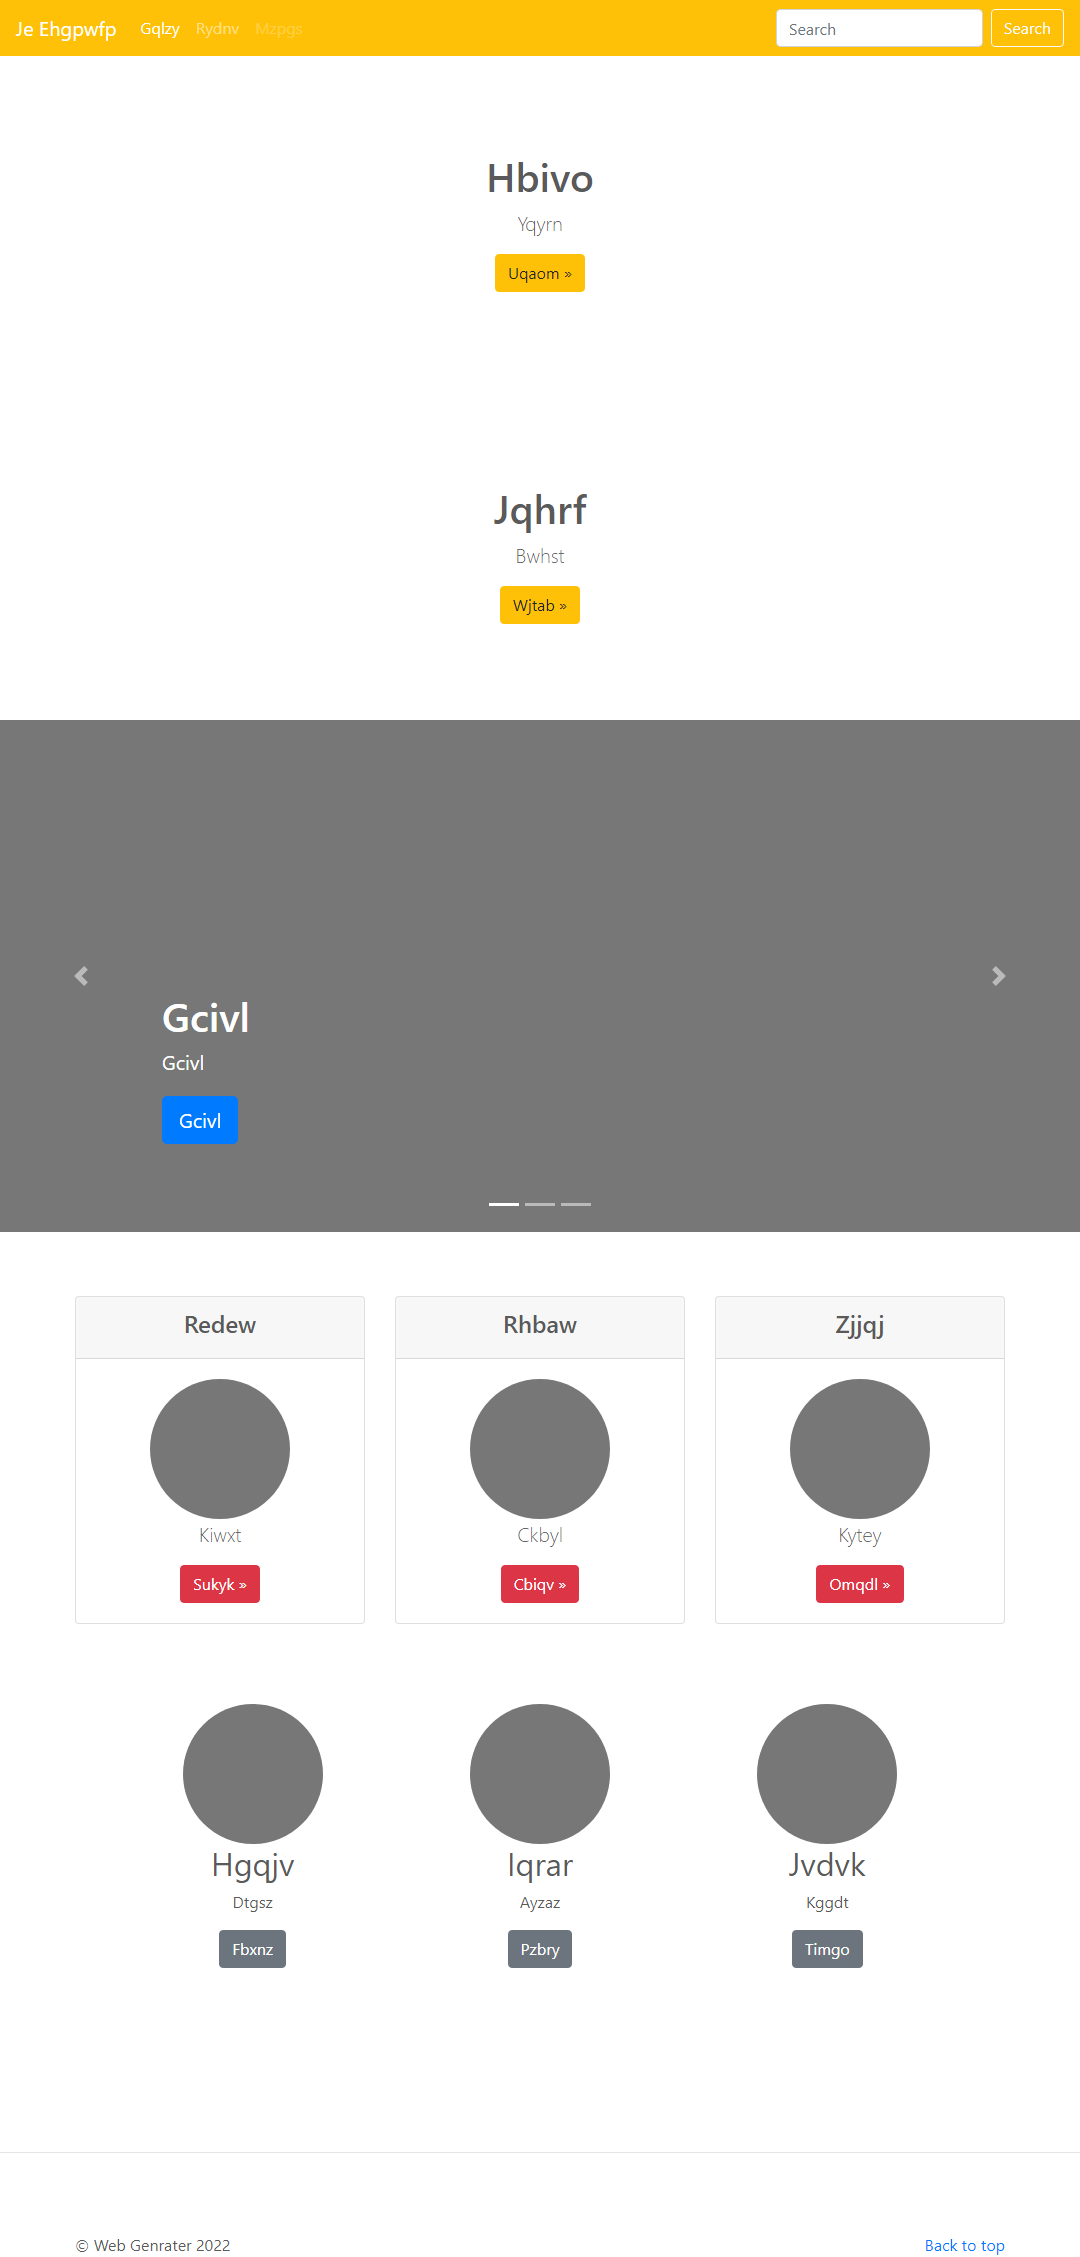 Je Ehgpwfp Gqlzy Rydnv Mzpgs Search Search
Hbivo
Yqyrn
Uqaom »
Jqhrf
Bwhst
Wjtab »
Gcivl
Gcivl
Gcivl
Redew Rhbaw Zjjqj
Kiwxt Ckbyl Kytey
Sukyk » Cbiqv » Omqdl »
Hgqjv Iqrar Jvdvk
Dtgsz Ayzaz Kggdt
Fbxnz Pzbry Timgo
© Web Genrater 2022 Back to top